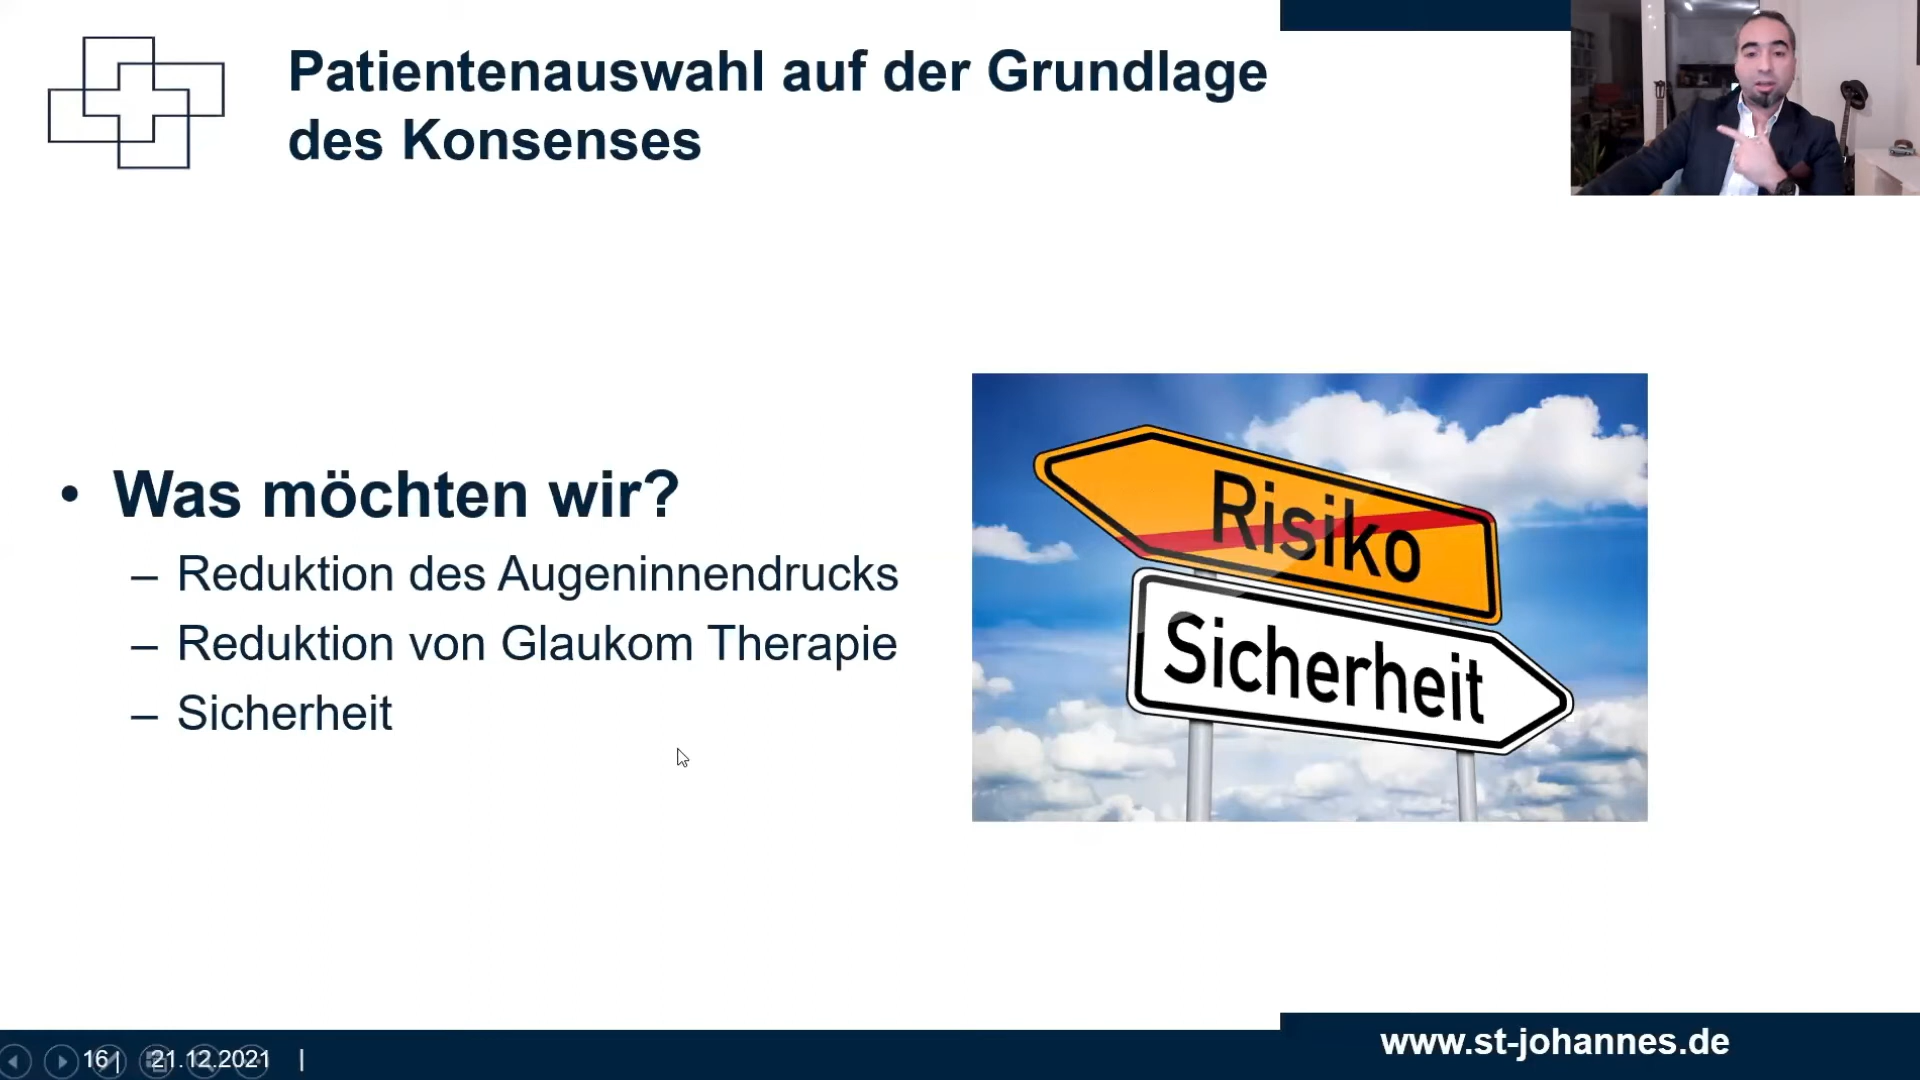 Patientenauswahl auf der Grundlage
des Konsenses
• Was möchten wir?
– Reduktion des Augeninnendrucks
– Reduktion von Glaukom Therapie
– Sicherheit
Risiko
Sicherheit
16 | 21.12.2021 |
www.st-johannes.de